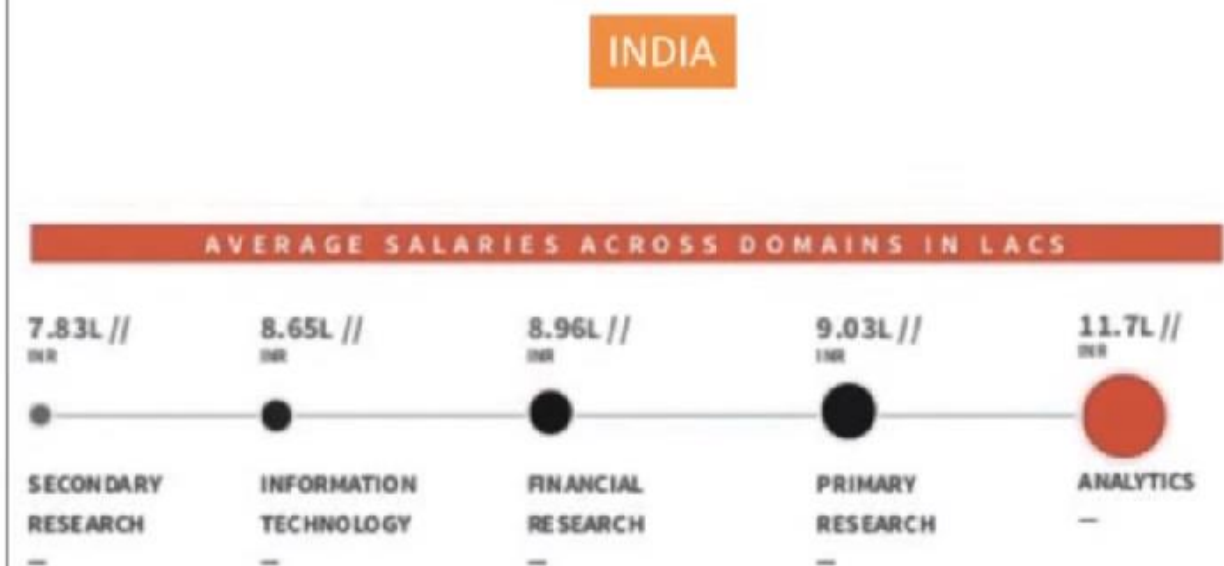 INDIA
AVERAGE SALARIES ACROSS DOMAINS IN LACS
7.83L //
INR
8.65L //
INR
8.96L //
INR
9.03L //
INR
11.7L //
INR
SECONDARY
RESEARCH
—
INFORMATION
TECHNOLOGY
—
FINANCIAL
RESEARCH
—
PRIMARY
RESEARCH
—
ANALYTICS
—